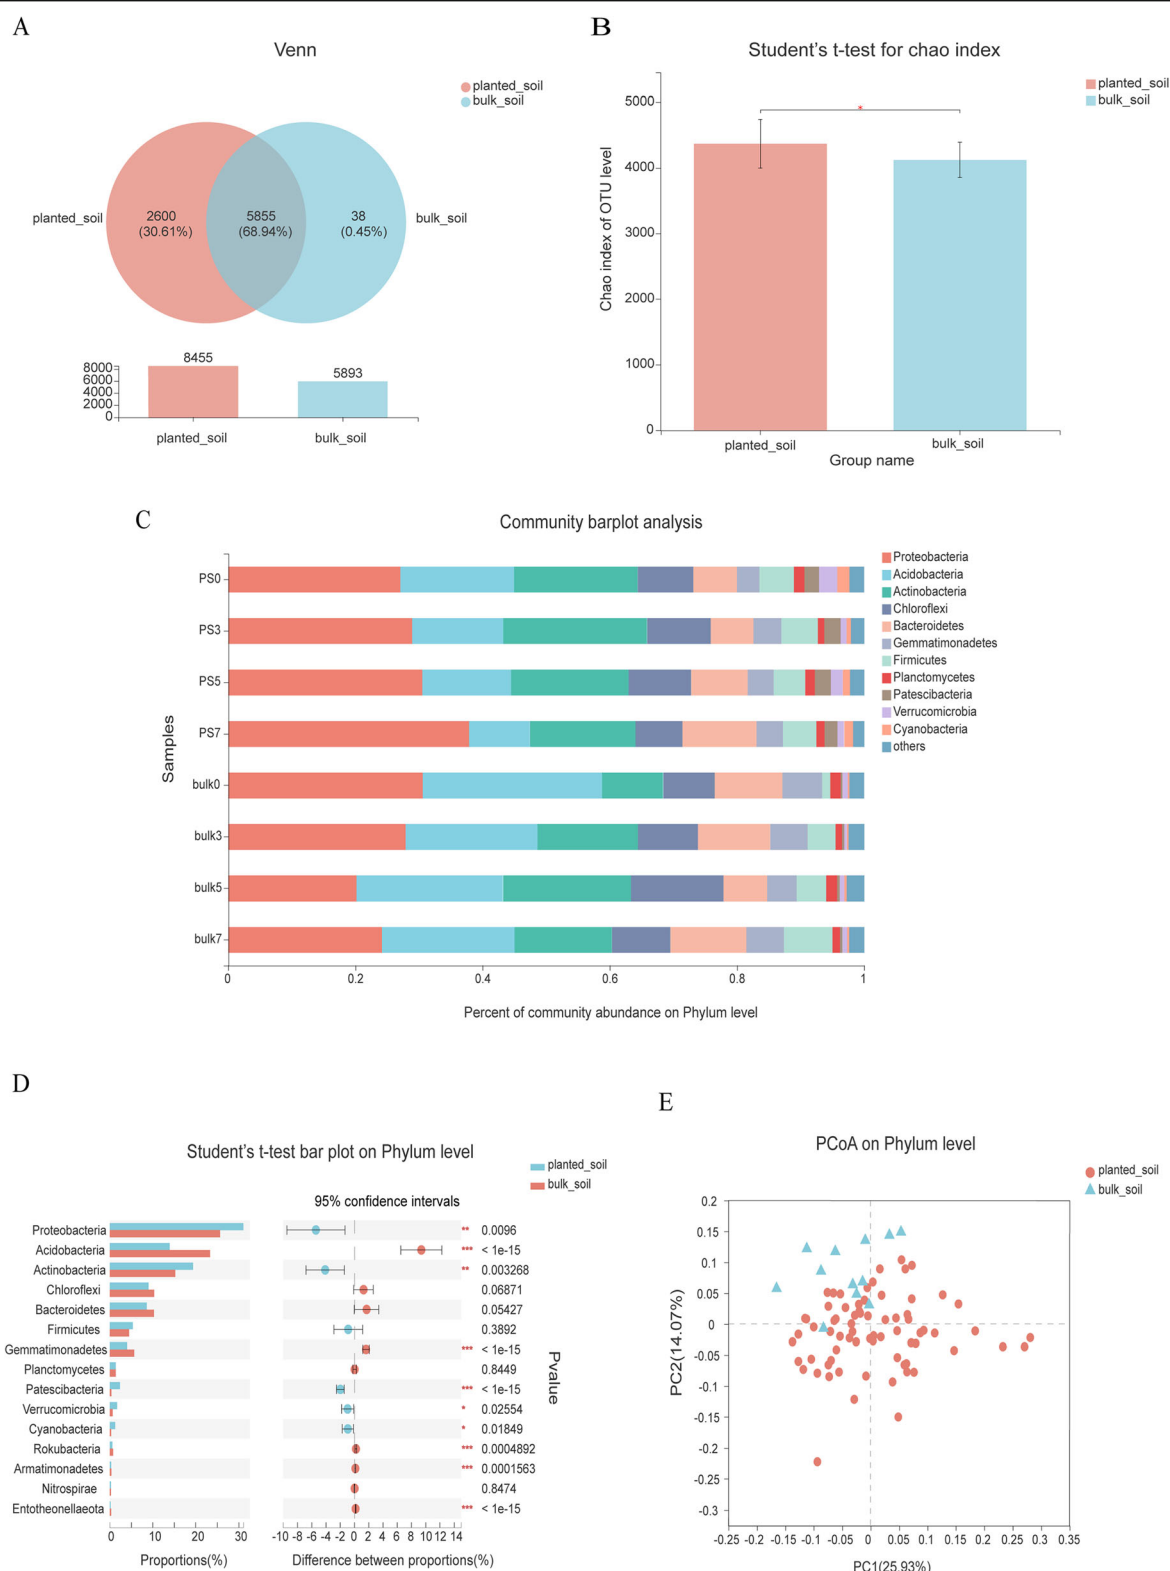 A
Venn
planted_soil
bulk_soil
planted_soil
2600
(30.61%)
5855
(68.94%)
38
(0.45%)
bulk_soil
8455
5893
8000
6000
4000
2000
0
planted_soil
bulk_soil
B
Student's t-test for chao index
planted_soil
bulk_soil
*
Chao index of OTU level
5000
4000
3000
2000
1000
0
planted_soil
bulk_soil
Group name
C
Community barplot analysis
Samples
PS0
PS3
PS5
PS7
bulk0
bulk3
bulk5
bulk7
0 0.2 0.4 0.6 0.8 1
Percent of community abundance on Phylum level
Proteobacteria
Acidobacteria
Actinobacteria
Chloroflexi
Bacteroidetes
Gemmatimonadetes
Firmicutes
Planctomycetes
Patescibacteria
Verrucomicrobia
Cyanobacteria
others
D
Student's t-test bar plot on Phylum level
planted_soil
bulk_soil
95% confidence intervals
Proteobacteria ** 0.0096
Acidobacteria *** < 1e-15
Actinobacteria ** 0.003268
Chloroflexi 0.06871
Bacteroidetes 0.05427
Firmicutes 0.3892
Gemmatimonadetes *** < 1e-15
Planctomycetes 0.8449
Patescibacteria *** < 1e-15
Verrucomicrobia * 0.02554
Cyanobacteria * 0.01849
Rokubacteria *** 0.0004892
Armatimonadetes *** 0.0001563
Nitrospirae 0.8474
Entotheonellaeota *** < 1e-15
Pvalue
0 10 20 30
-10 -8 -6 -4 -2 0 2 4 6 8 10 12 14
Proportions(%)
Difference between proportions(%)
E
PCoA on Phylum level
planted_soil
bulk_soil
PC2(14.07%)
0.2
0.15
0.1
0.05
0
-0.05
-0.1
-0.15
-0.2
-0.25
-0.3
-0.25 -0.2 -0.15 -0.1 -0.05 0 0.05 0.1 0.15 0.2 0.25 0.3 0.35
PC1(25.93%)